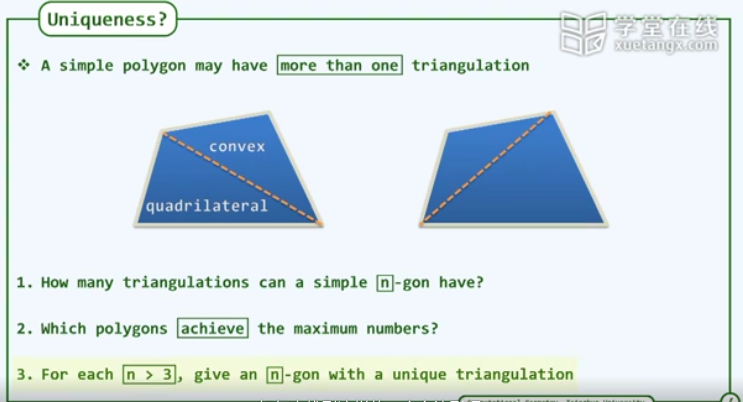 Uniqueness?
学堂在线
xuetangx.com
❖ A simple polygon may have more than one triangulation
convex
quadrilateral
1. How many triangulations can a simple n-gon have?
2. Which polygons achieve the maximum numbers?
3. For each n > 3, give an n-gon with a unique triangulation